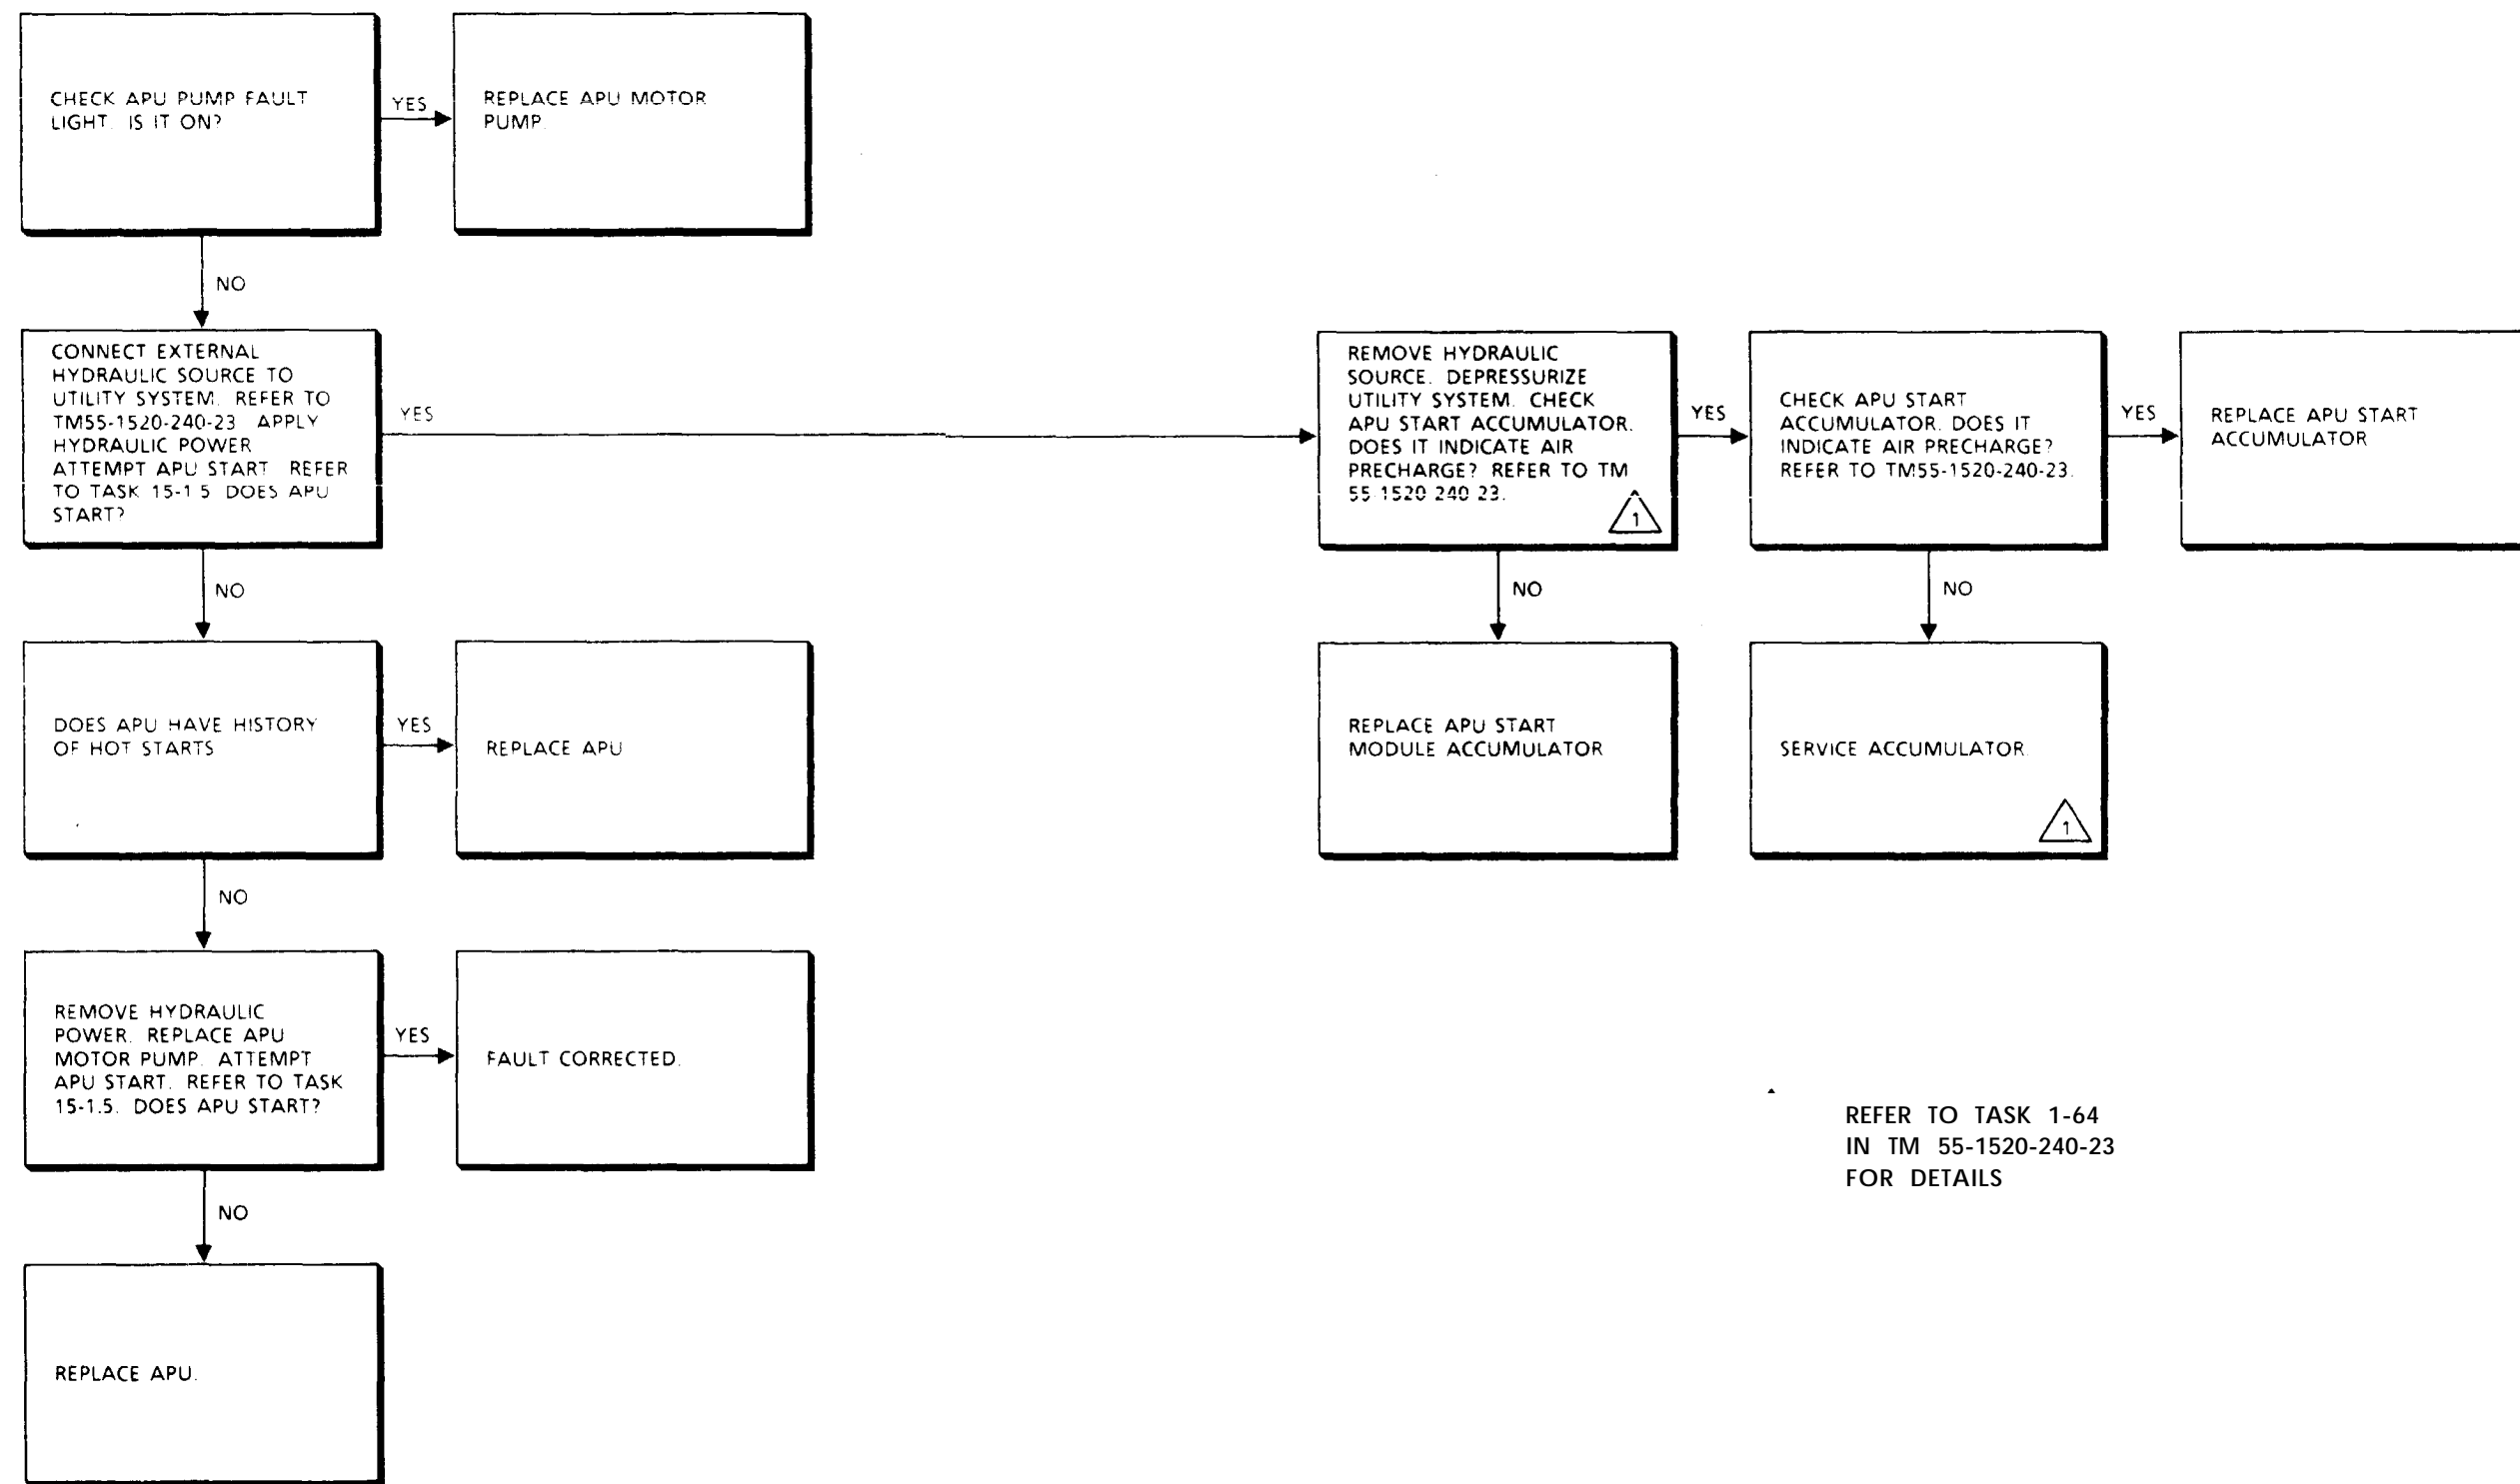 CHECK APU PUMP FAULT
LIGHT. IS IT ON?
YES
REPLACE APU MOTOR
PUMP.
NO
CONNECT EXTERNAL
HYDRAULIC SOURCE TO
UTILITY SYSTEM. REFER TO
TM55-1520-240-23 APPLY
HYDRAULIC POWER
ATTEMPT APU START REFER
TO TASK 15-1 5 DOES APU
START?
YES
REMOVE HYDRAULIC
SOURCE. DEPRESSURIZE
UTILITY SYSTEM. CHECK
APU START ACCUMULATOR.
DOES IT INDICATE AIR
PRECHARGE? REFER TO TM
55-1520-240-23.
1
YES
CHECK APU START
ACCUMULATOR. DOES IT
INDICATE AIR PRECHARGE?
REFER TO TM55-1520-240-23.
YES
REPLACE APU START
ACCUMULATOR
NO
NO
NO
DOES APU HAVE HISTORY
OF HOT STARTS
YES
REPLACE APU
REPLACE APU START
MODULE ACCUMULATOR
SERVICE ACCUMULATOR.
1
NO
REMOVE HYDRAULIC
POWER. REPLACE APU
MOTOR PUMP. ATTEMPT
APU START. REFER TO TASK
15-1.5. DOES APU START?
YES
FAULT CORRECTED.
REFER TO TASK 1-64
IN TM 55-1520-240-23
FOR DETAILS
NO
REPLACE APU.